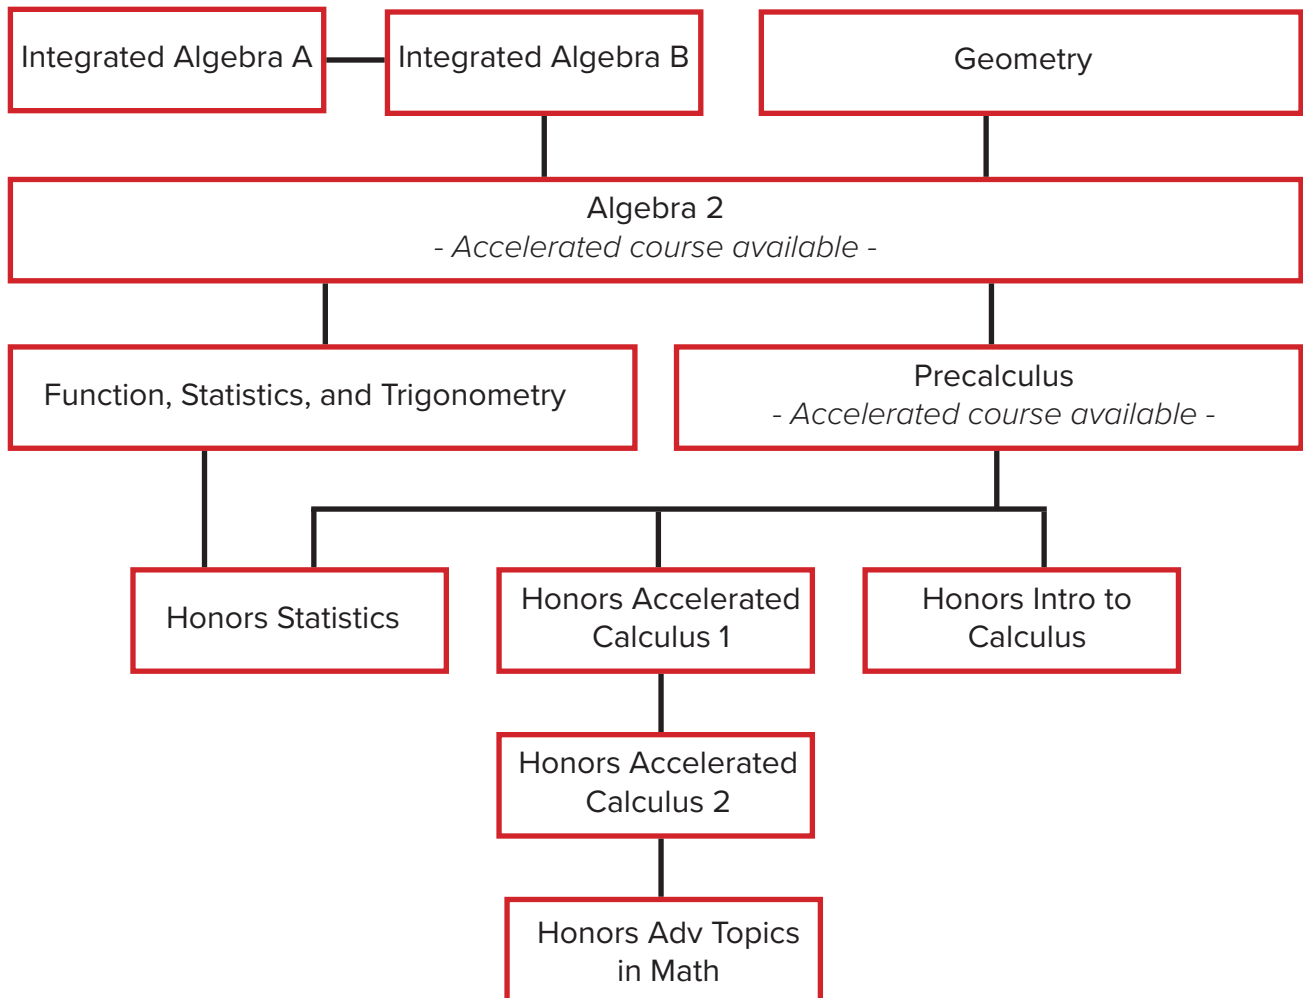 Integrated Algebra A
Integrated Algebra B
Geometry
Algebra 2
- Accelerated course available -
Function, Statistics, and Trigonometry
Precalculus
- Accelerated course available -
Honors Statistics
Honors Accelerated
Calculus 1
Honors Intro to
Calculus
Honors Accelerated
Calculus 2
Honors Adv Topics
in Math